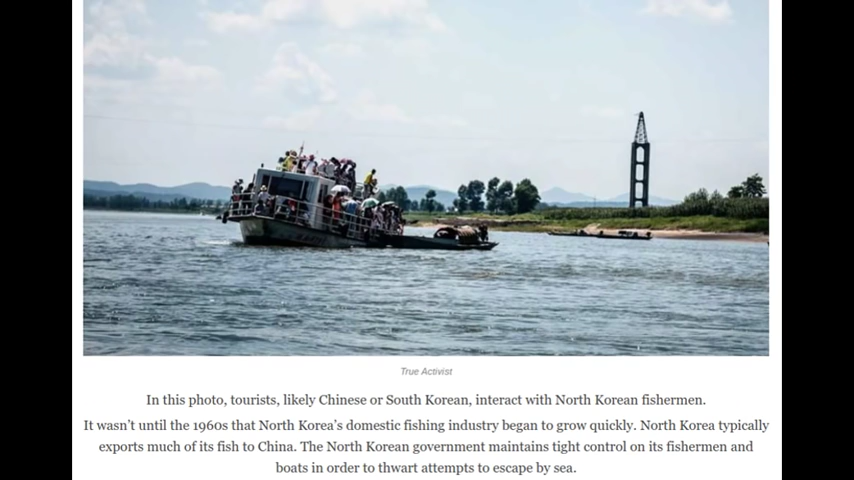 True Activist
In this photo, tourists, likely Chinese or South Korean, interact with North Korean fishermen.
It wasn’t until the 1960s that North Korea’s domestic fishing industry began to grow quickly. North Korea typically
exports much of its fish to China. The North Korean government maintains tight control on its fishermen and
boats in order to thwart attempts to escape by sea.